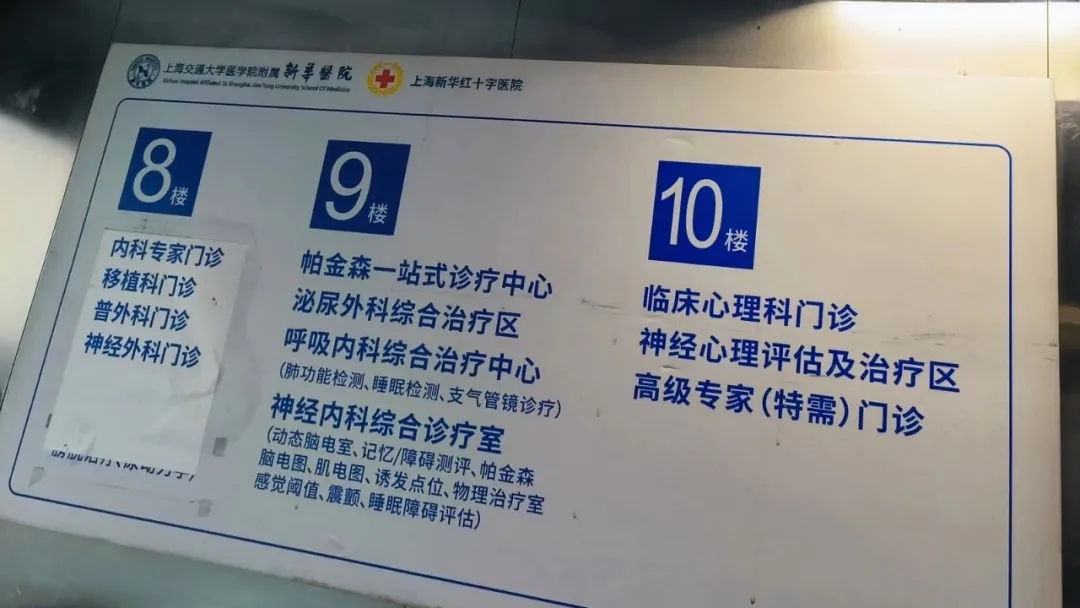 上海交通大学医学院附属 新华醫院
Xinhua Hospital Affiliated To Shanghai Jiao Tong University School Of Medicine
上海新华红十字医院
8楼
内科专家门诊
移植科门诊
普外科门诊
神经外科门诊
9楼
帕金森一站式诊疗中心
泌尿外科综合治疗区
呼吸内科综合治疗中心
(肺功能检测、睡眠检测、支气管镜诊疗)
神经内科综合诊疗室
(动态脑电室、记忆/障碍测评、帕金森
脑电图、肌电图、诱发点位、物理治疗室
感觉阈值、震颤、睡眠障碍评估)
10楼
临床心理科门诊
神经心理评估及治疗区
高级专家(特需)门诊